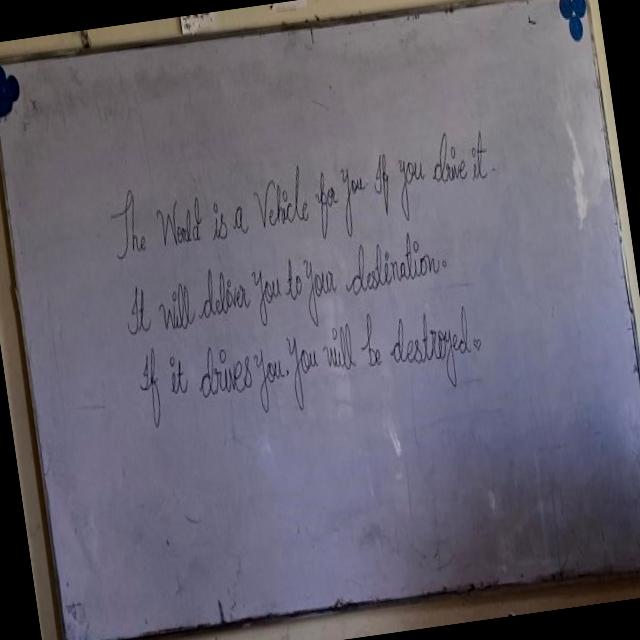 The World is a Vehicle for you If you drive it.
It will deliver you to your destination.
If it drives you, you will be destroyed.